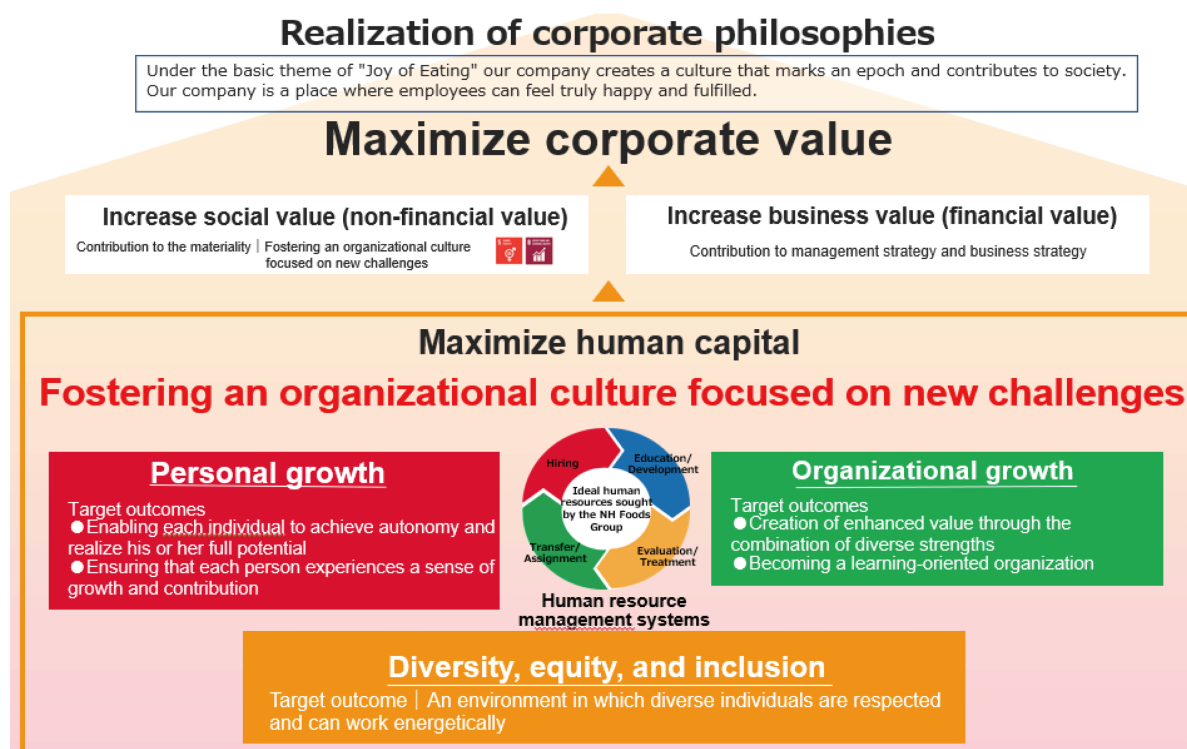 Realization of corporate philosophies
Under the basic theme of "Joy of Eating" our company creates a culture that marks an epoch and contributes to society.
Our company is a place where employees can feel truly happy and fulfilled.
Maximize corporate value
Increase social value (non-financial value)
Contribution to the materiality | Fostering an organizational culture
focused on new challenges
Increase business value (financial value)
Contribution to management strategy and business strategy
Maximize human capital
Fostering an organizational culture focused on new challenges
Personal growth
Target outcomes
●Enabling each individual to achieve autonomy and
realize his or her full potential
●Ensuring that each person experiences a sense of
growth and contribution
Hiring
Education/
Development
Ideal human
resources sought
by the NH Foods
Group
Transfer/
Assignment
Evaluation/
Treatment
Human resource
management systems
Organizational growth
Target outcomes
●Creation of enhanced value through the
combination of diverse strengths
●Becoming a learning-oriented organization
Diversity, equity, and inclusion
Target outcome | An environment in which diverse individuals are respected
and can work energetically